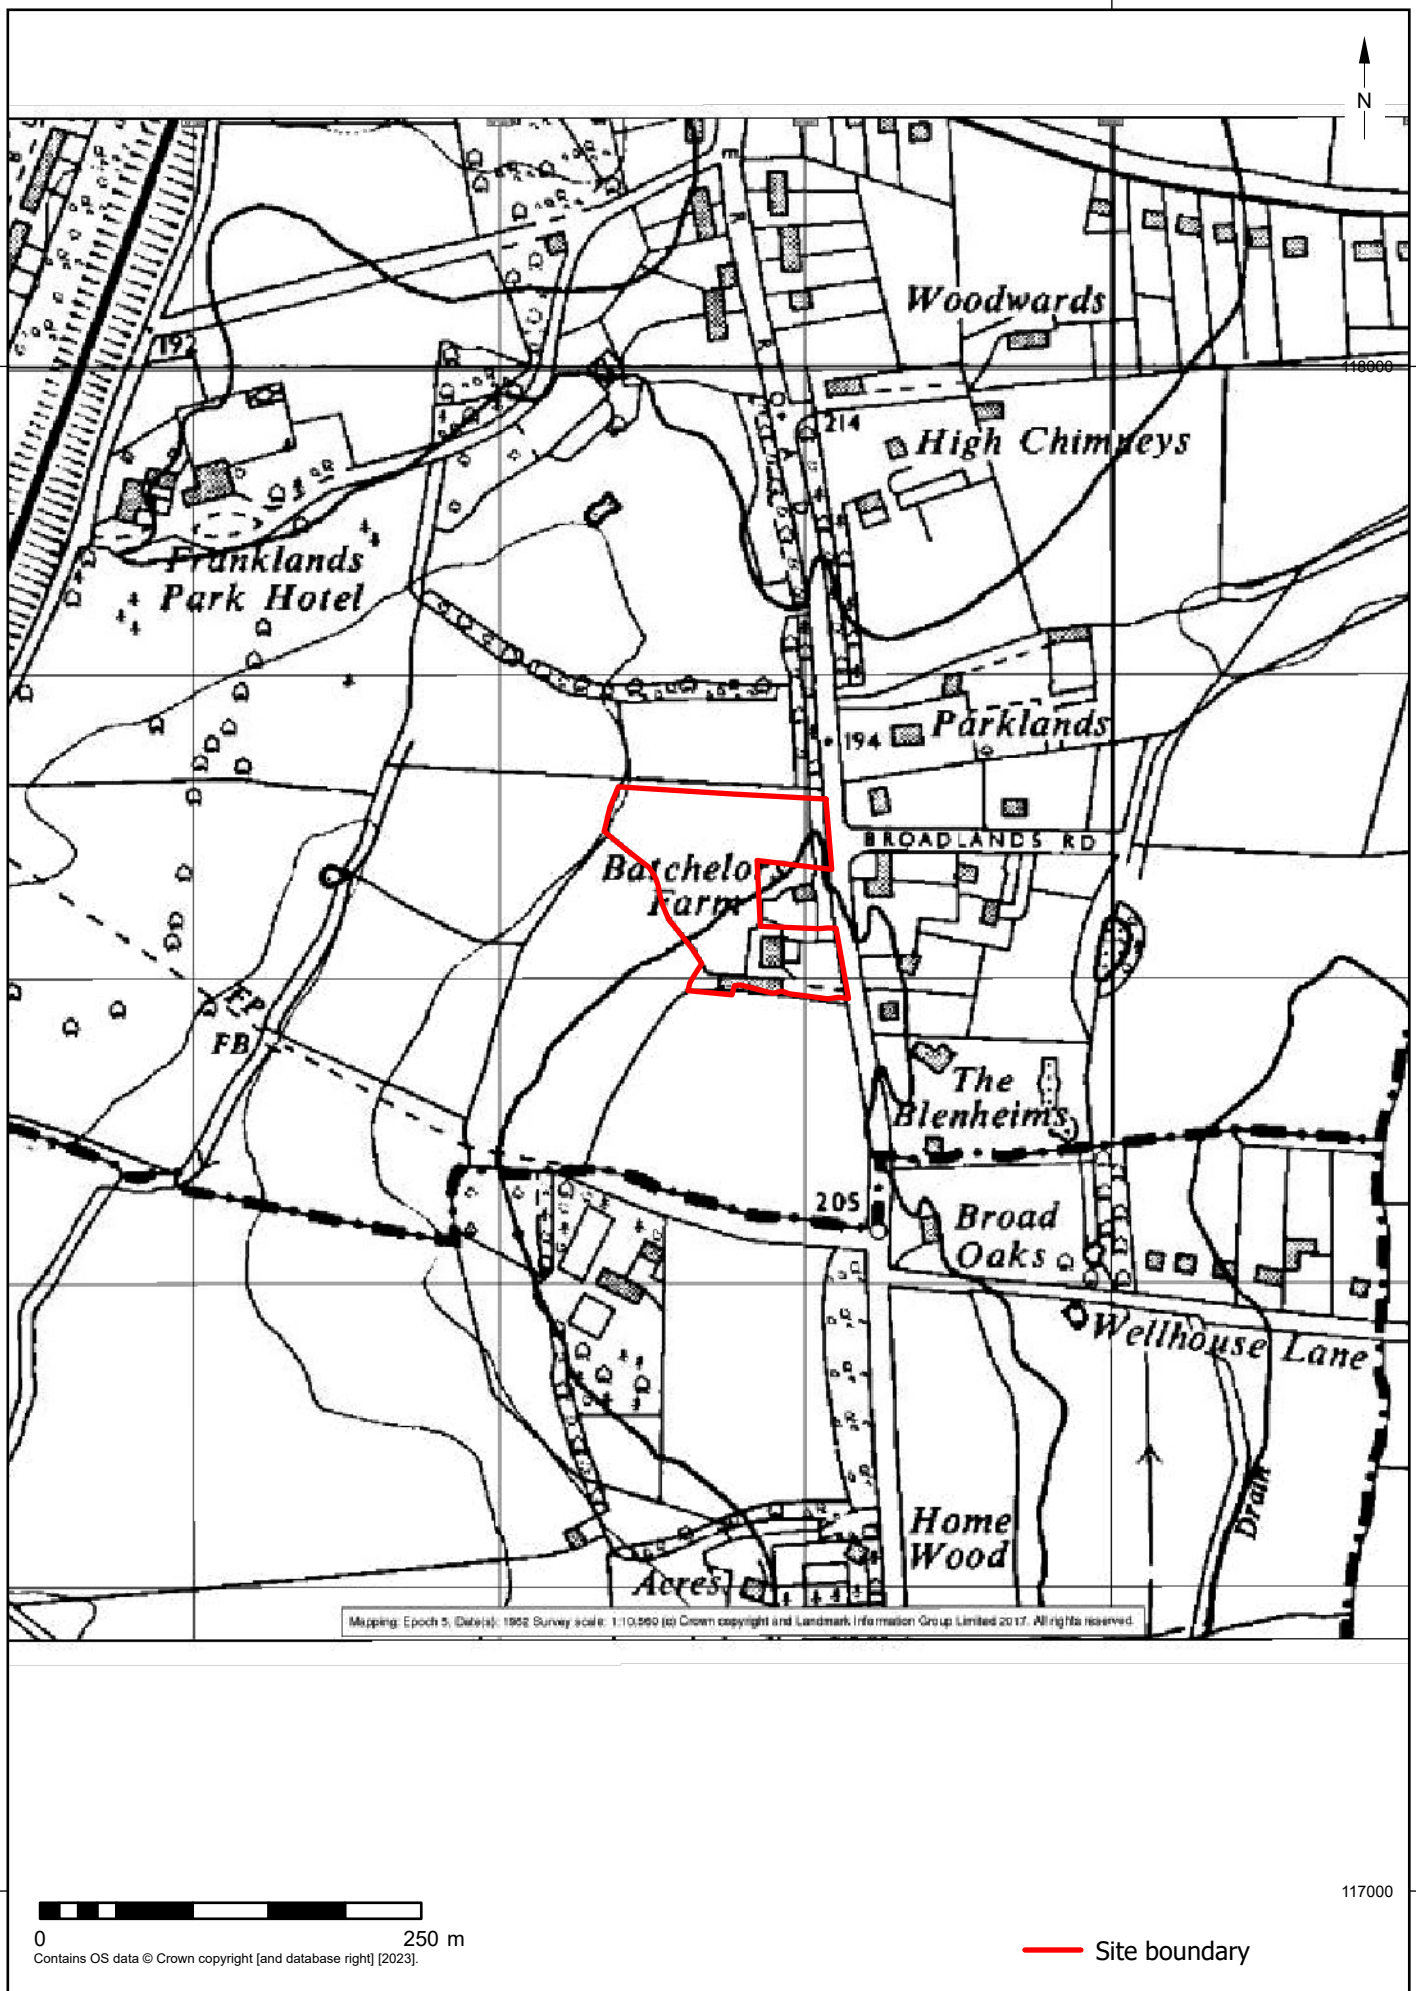 N
Woodwards
192
118000
214
High Chimneys
Franklands
Park Hotel
Parklands
194
BROADLANDS RD
Batchelors
Farm
FP
FB
The
Blenheims
205
Broad
Oaks
Wellhouse Lane
Drain
Home
Wood
Acres
Mapping: Epoch 5, Date(s): 1962 Survey scale: 1:10,560 (c) Crown copyright and Landmark Information Group Limited 2017. All rights reserved.
117000
0
250 m
Contains OS data © Crown copyright [and database right] [2023].
Site boundary